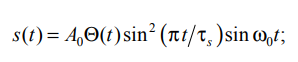 s(t) = A₀Θ(t) sin² (πt/τₛ) sin ω₀t;